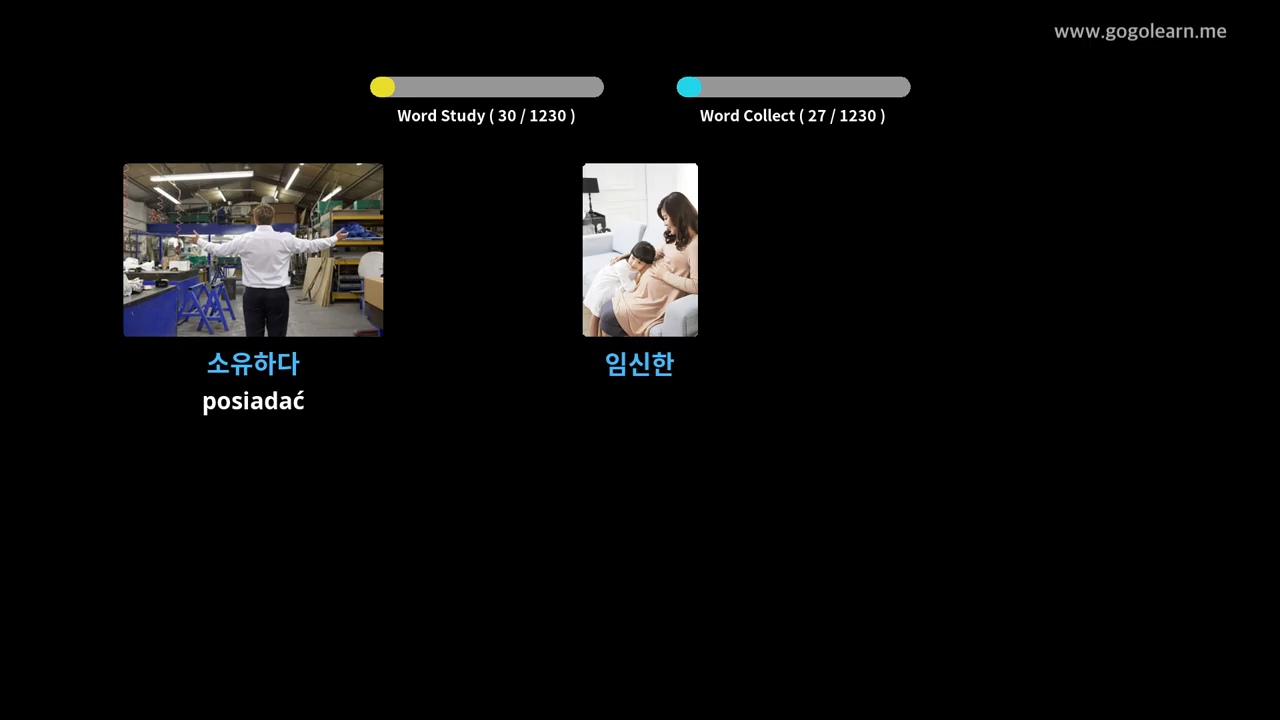 www.gogolearn.me
Word Study ( 30 / 1230 )
Word Collect ( 27 / 1230 )
소유하다
posiadać
임신한